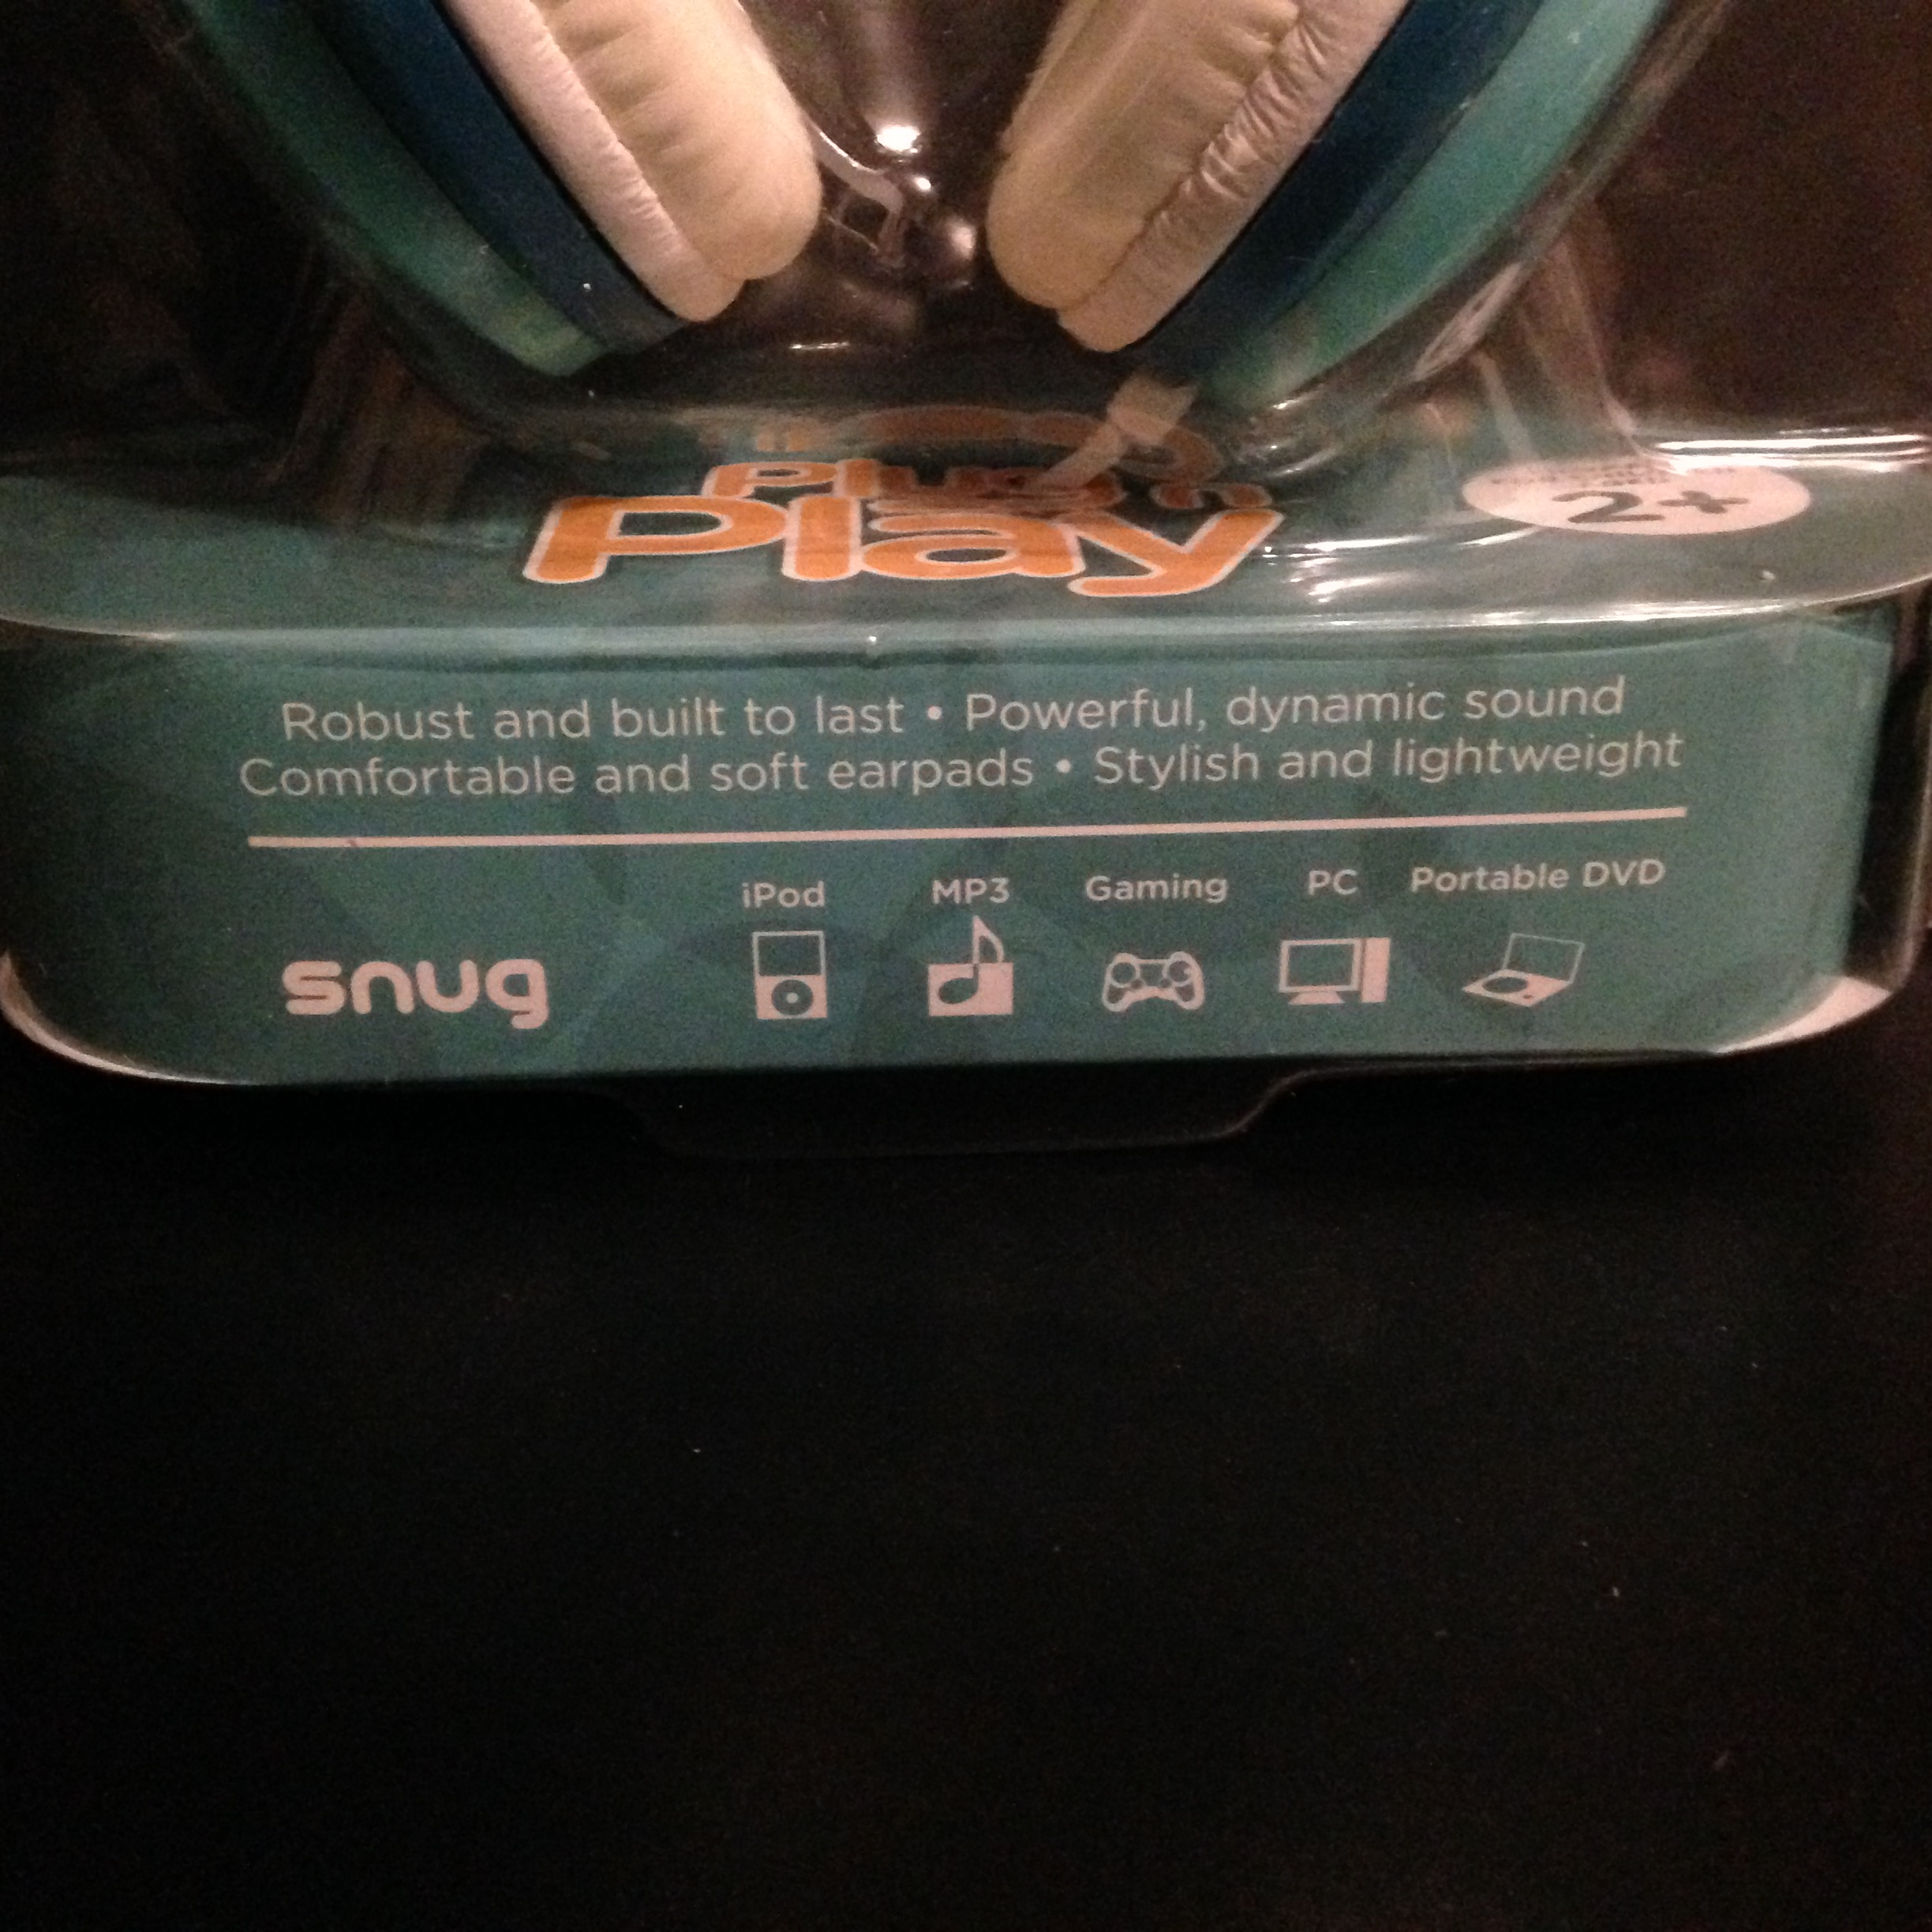 Plug n
Play
2+
Robust and built to last • Powerful, dynamic sound
Comfortable and soft earpads • Stylish and lightweight
iPod MP3 Gaming PC Portable DVD
snug